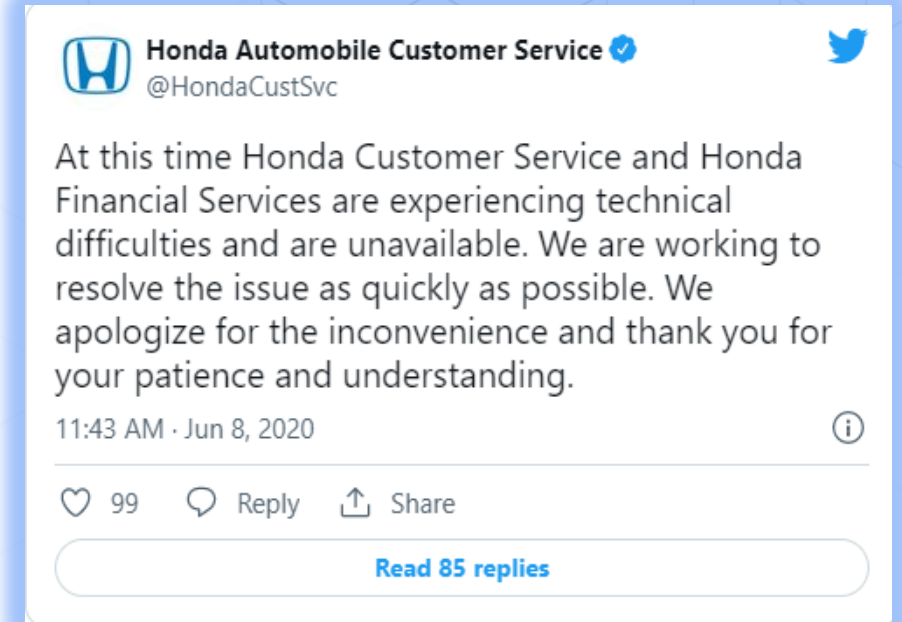 Honda Automobile Customer Service
@HondaCustSvc
At this time Honda Customer Service and Honda
Financial Services are experiencing technical
difficulties and are unavailable. We are working to
resolve the issue as quickly as possible. We
apologize for the inconvenience and thank you for
your patience and understanding.
11:43 AM · Jun 8, 2020
99 Reply Share
Read 85 replies